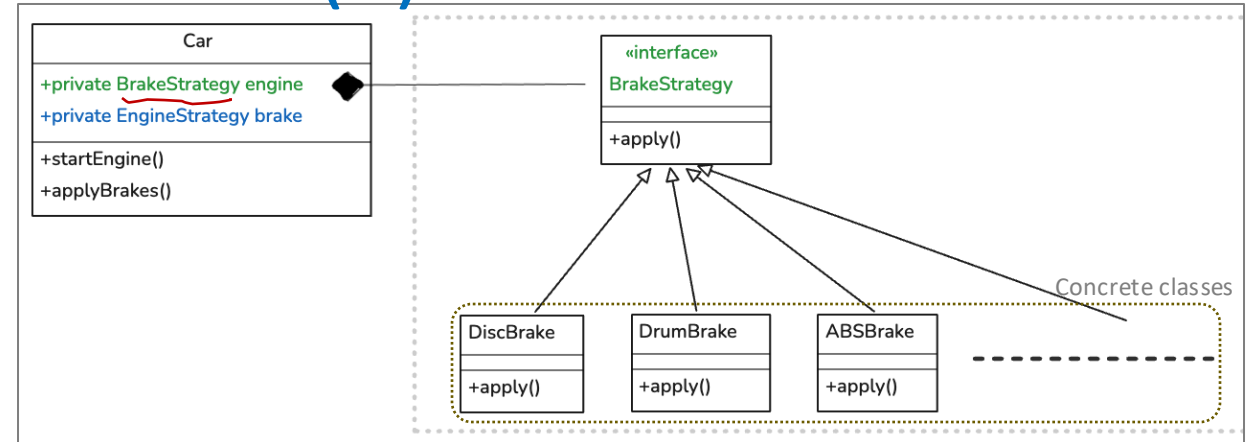 Car
+private BrakeStrategy engine
+private EngineStrategy brake
+startEngine()
+applyBrakes()
«interface»
BrakeStrategy
+apply()
Concrete classes
DiscBrake
+apply()
DrumBrake
+apply()
ABSBrake
+apply()